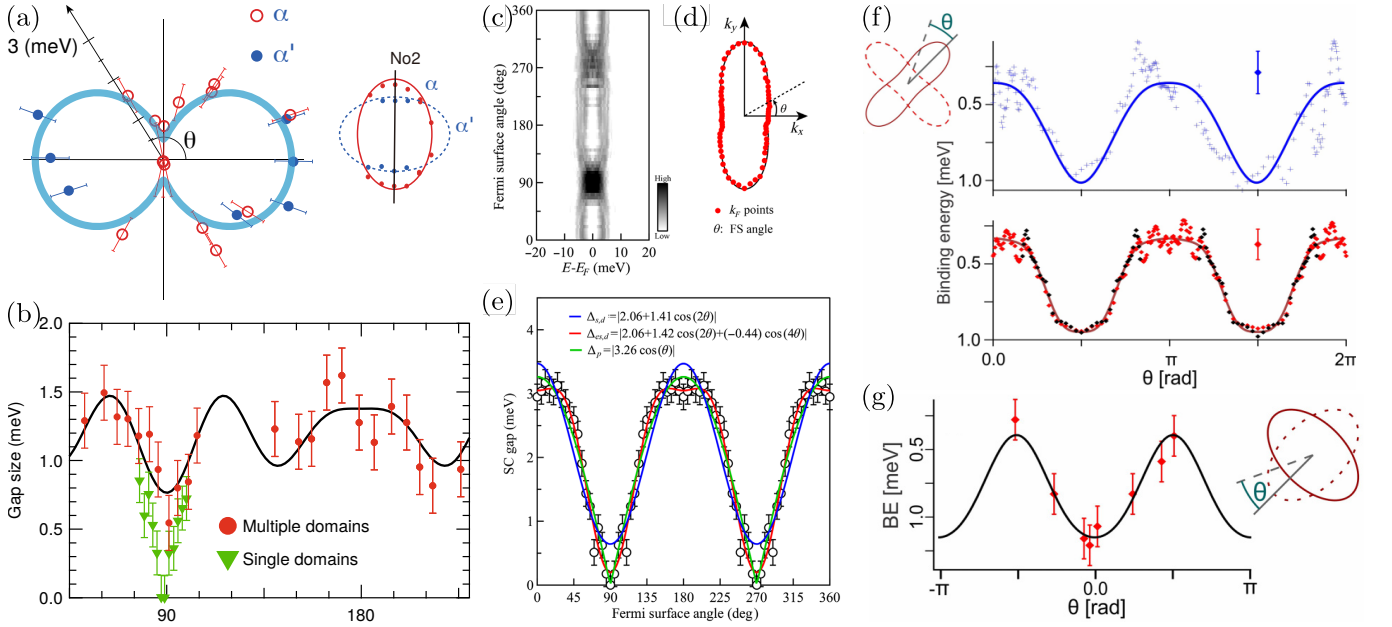 (a)
3 (meV)
α
α'
θ
No2
α
α'
(b)
Gap size (meV)
2.0
1.5
1.0
0.5
0.0
90
180
Multiple domains
Single domains
(c)
Fermi surface angle (deg)
360
270
180
90
0
−20
−10
0
10
20
E-E_F (meV)
High
Low
(d)
k_y
k_x
θ
k_F points
θ: FS angle
(e)
SC gap (meV)
4
3
2
1
0
Δ_{s,d}=|2.06+1.41 cos(2θ)|
Δ_{es,d}=|2.06+1.42 cos(2θ)+(-0.44) cos(4θ)|
Δ_p=|3.26 cos(θ)|
0
45
90
135
180
225
270
315
360
Fermi surface angle (deg)
(f)
θ
Binding energy [meV]
0.5
1.0
0.5
1.0
0.0
π
2π
θ [rad]
(g)
BE [meV]
0.5
1.0
-π
0.0
π
θ [rad]
θ